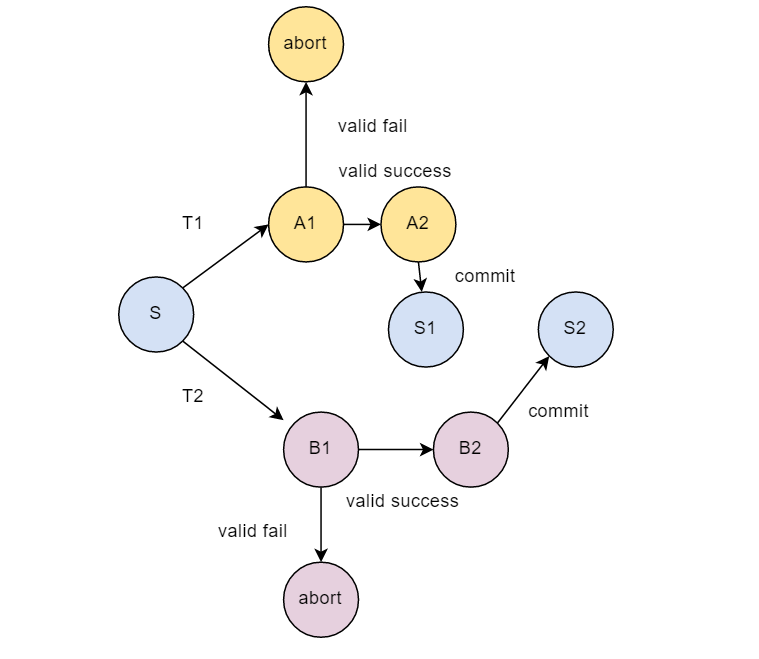 abort
valid fail
valid success
T1
A1
A2
commit
S
S1
S2
T2
commit
B1
B2
valid success
valid fail
abort